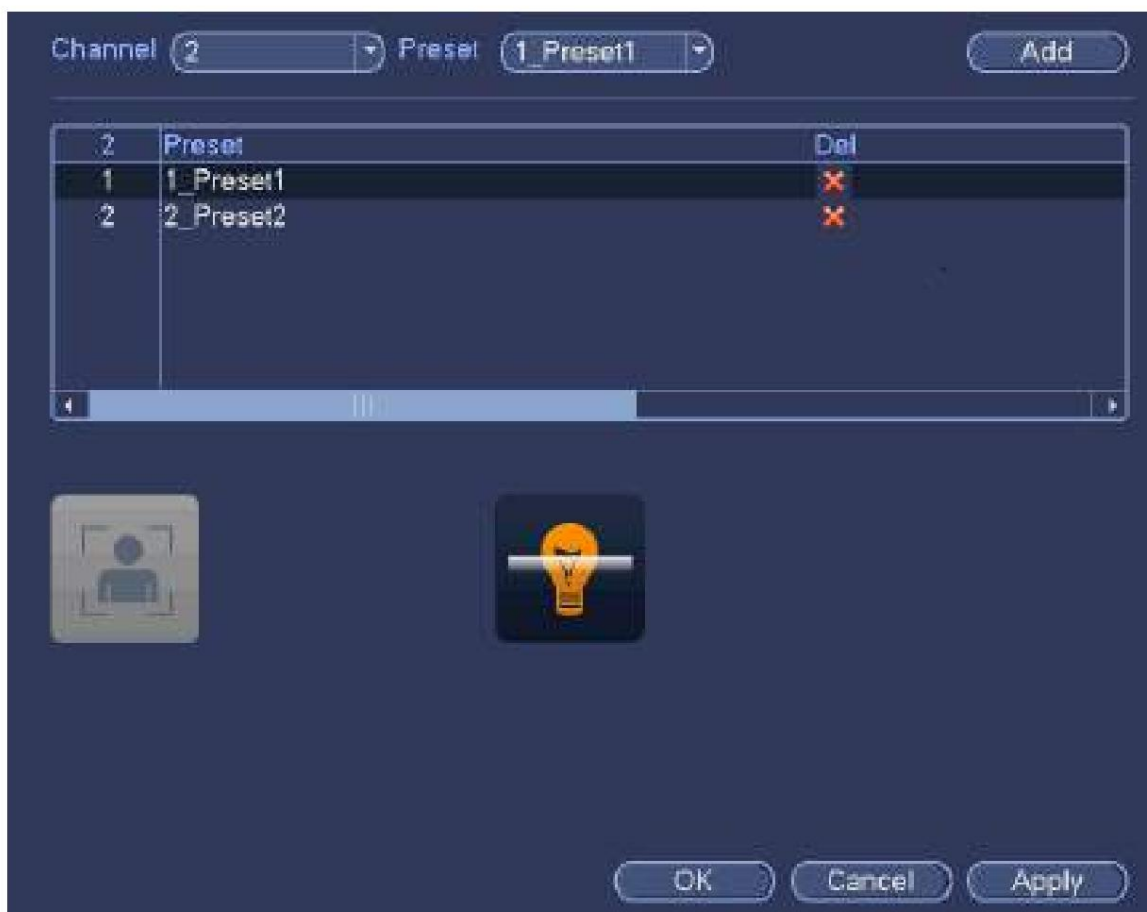 Channel 2 Preset 1_Preset1 Add
2 Preset Del
1 1_Preset1
2 2_Preset2
OK Cancel Apply